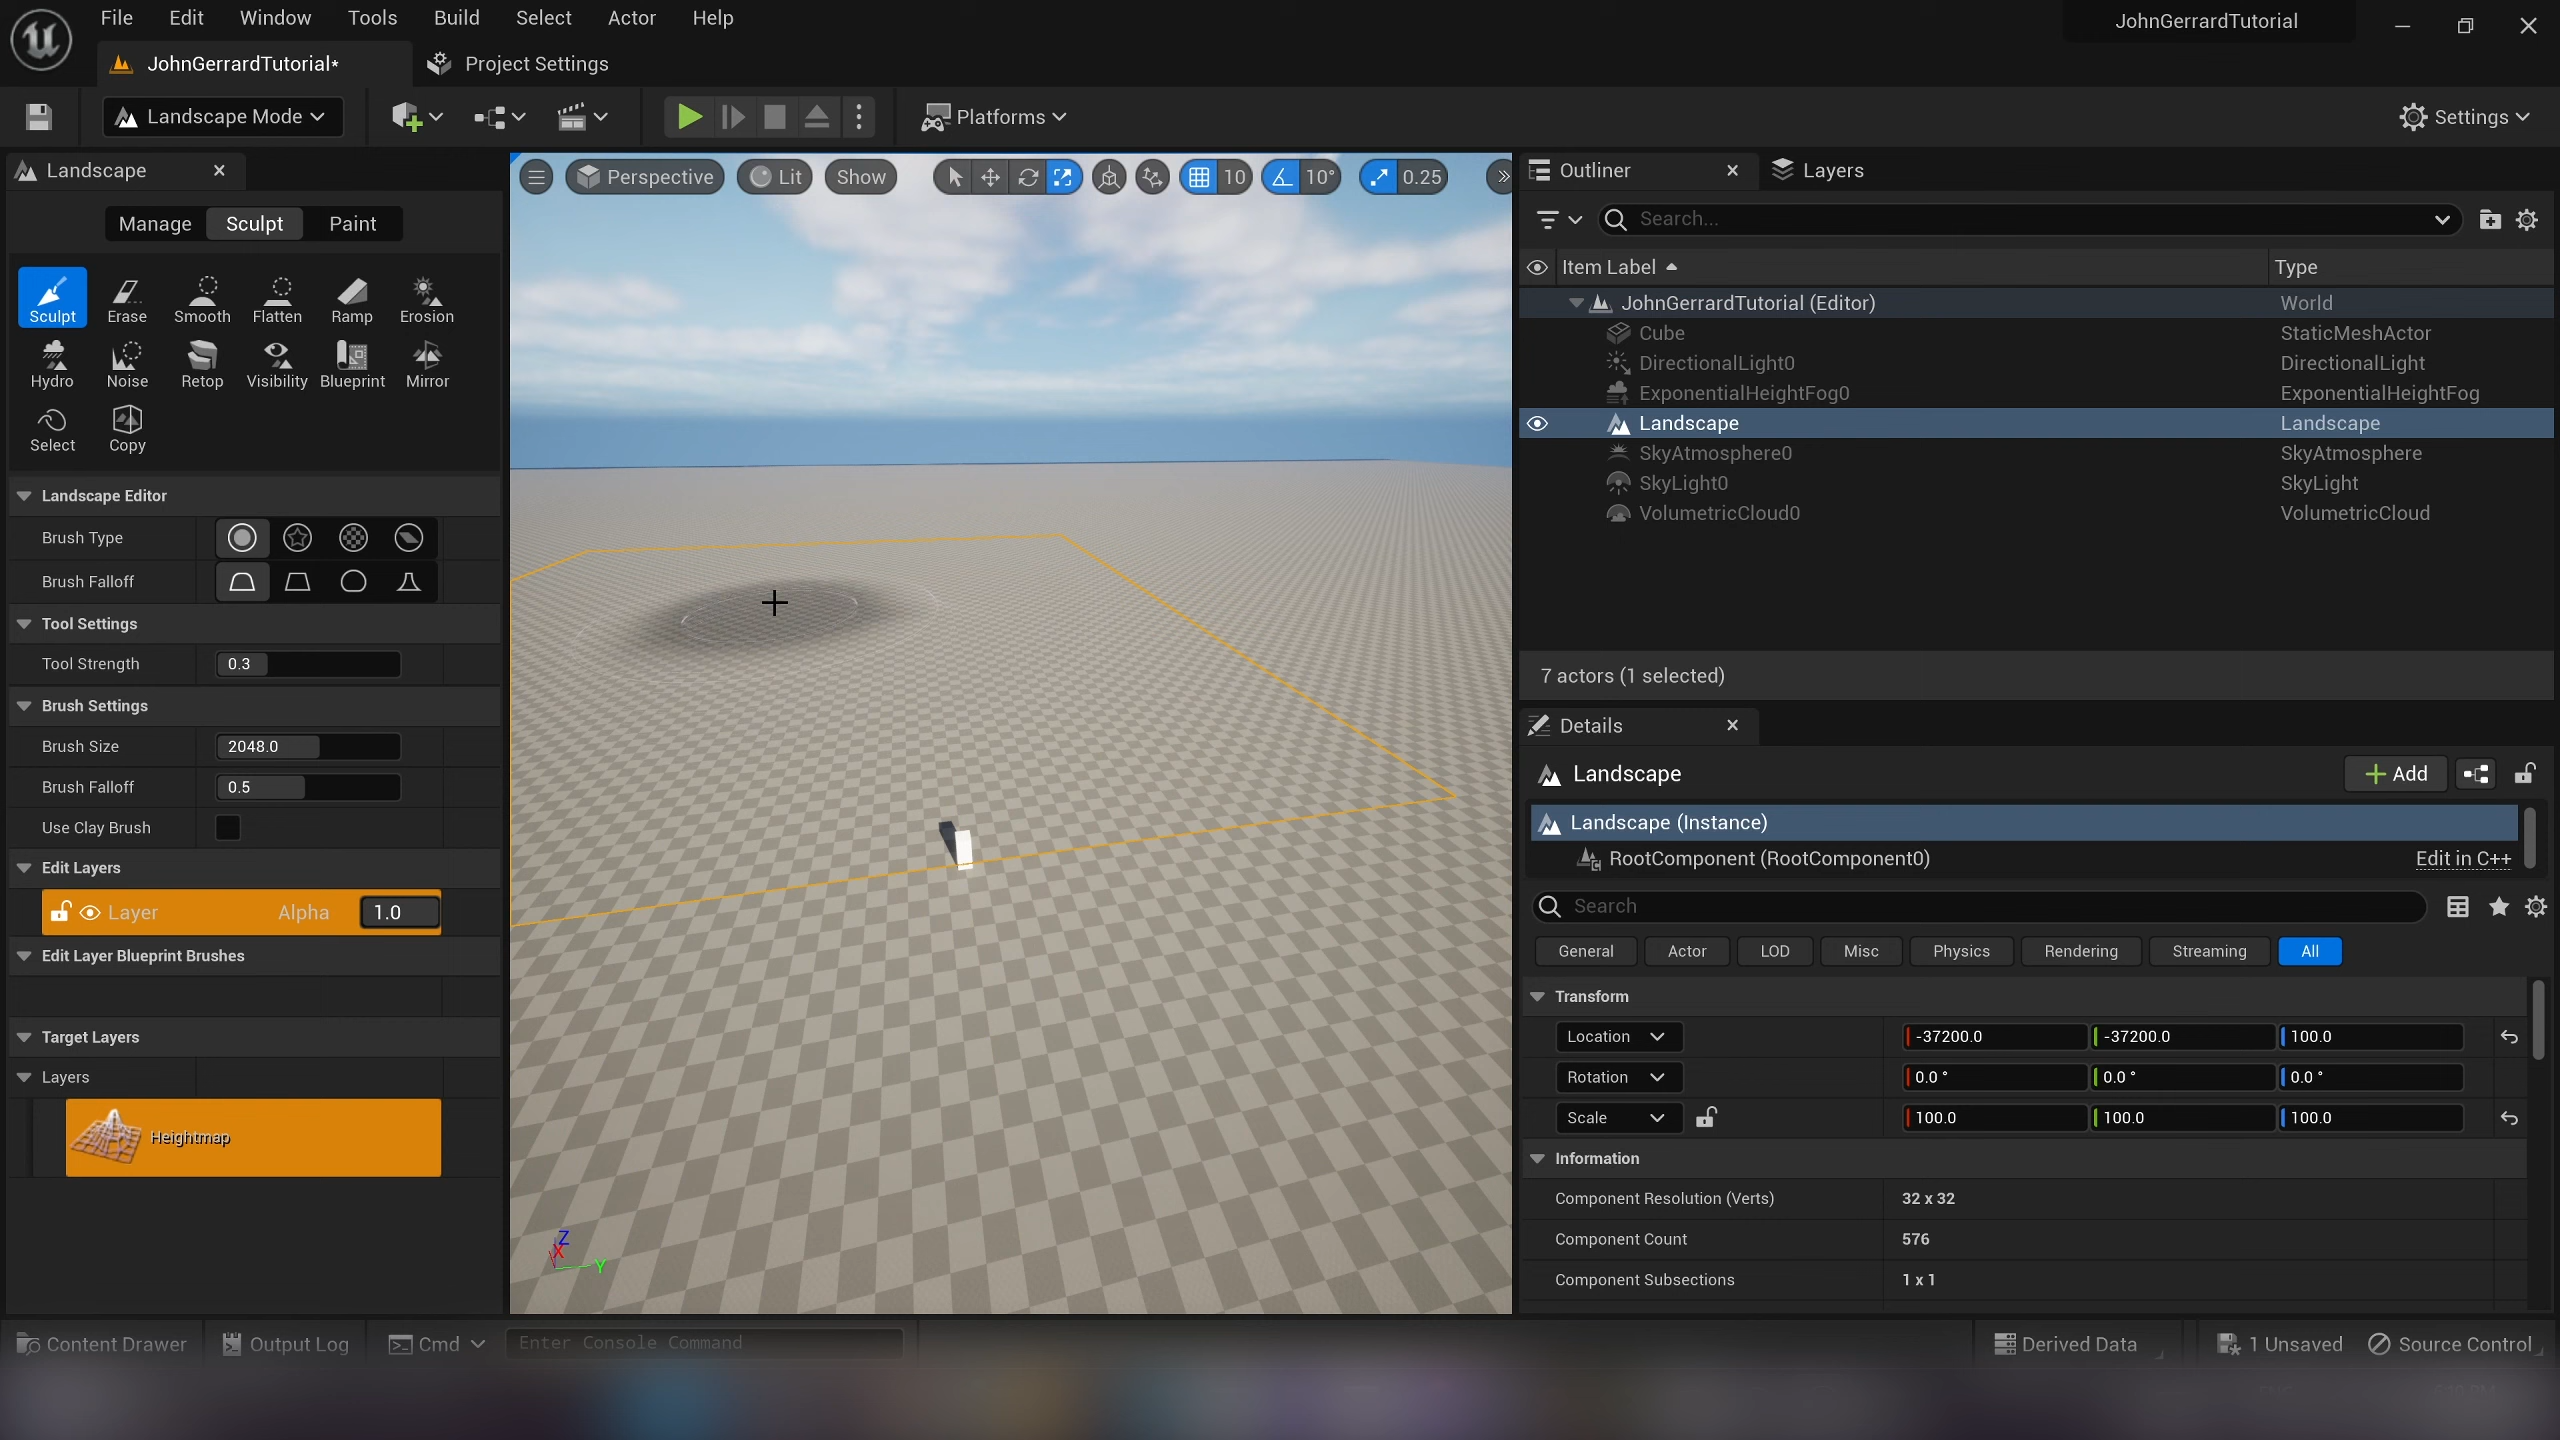 File Edit Window Tools Build Select Actor Help
JohnGerrardTutorial
JohnGerrardTutorial* Project Settings
Landscape Mode Platforms Settings
Landscape
Manage Sculpt Paint
Sculpt Erase Smooth Flatten Ramp Erosion
Hydro Noise Retop Visibility Blueprint Mirror
Select Copy
Landscape Editor
Brush Type
Brush Falloff
Tool Settings
Tool Strength 0.3
Brush Settings
Brush Size 2048.0
Brush Falloff 0.5
Use Clay Brush
Edit Layers
Layer Alpha 1.0
Edit Layer Blueprint Brushes
Target Layers
Layers
Heightmap
Perspective Lit Show 10 10° 0.25
Z
X
Y
Outliner Layers
Search...
Item Label Type
JohnGerrardTutorial (Editor) World
Cube StaticMeshActor
DirectionalLight0 DirectionalLight
ExponentialHeightFog0 ExponentialHeightFog
Landscape Landscape
SkyAtmosphere0 SkyAtmosphere
SkyLight0 SkyLight
VolumetricCloud0 VolumetricCloud
7 actors (1 selected)
Details
Landscape Add
Landscape (Instance)
RootComponent (RootComponent0) Edit in C++
Search
General Actor LOD Misc Physics Rendering Streaming All
Transform
Location -37200.0 -37200.0 100.0
Rotation 0.0 ° 0.0 ° 0.0 °
Scale 100.0 100.0 100.0
Information
Component Resolution (Verts) 32 x 32
Component Count 576
Component Subsections 1 x 1
Content Drawer Output Log Cmd Enter Console Command Derived Data 1 Unsaved Source Control